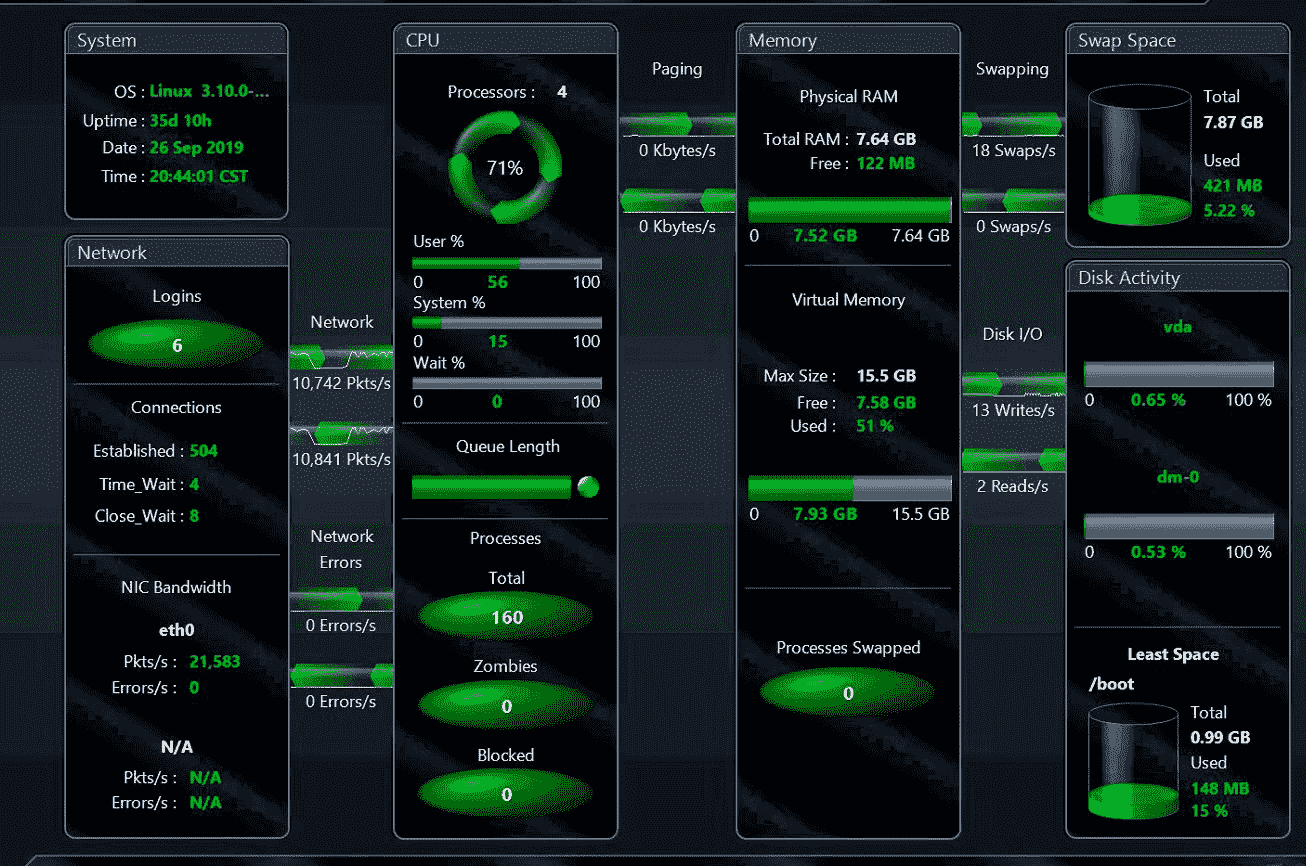 System
OS : Linux 3.10.0-...
Uptime : 35d 10h
Date : 26 Sep 2019
Time : 20:44:01 CST
Network
Logins
6
Connections
Established : 504
Time_Wait : 4
Close_Wait : 8
NIC Bandwidth
eth0
Pkts/s : 21,583
Errors/s : 0
N/A
Pkts/s : N/A
Errors/s : N/A
Network
10,742 Pkts/s
10,841 Pkts/s
Network
Errors
0 Errors/s
0 Errors/s
CPU
Processors : 4
71%
User %
0 56 100
System %
0 15 100
Wait %
0 0 100
Queue Length
Processes
Total
160
Zombies
0
Blocked
0
Paging
0 Kbytes/s
0 Kbytes/s
Memory
Physical RAM
Total RAM : 7.64 GB
Free : 122 MB
0 7.52 GB 7.64 GB
Virtual Memory
Max Size : 15.5 GB
Free : 7.58 GB
Used : 51 %
0 7.93 GB 15.5 GB
Processes Swapped
0
Swapping
18 Swaps/s
0 Swaps/s
Disk I/O
13 Writes/s
2 Reads/s
Swap Space
Total
7.87 GB
Used
421 MB
5.22 %
Disk Activity
vda
0 0.65 % 100 %
dm-0
0 0.53 % 100 %
Least Space
/boot
Total
0.99 GB
Used
148 MB
15 %